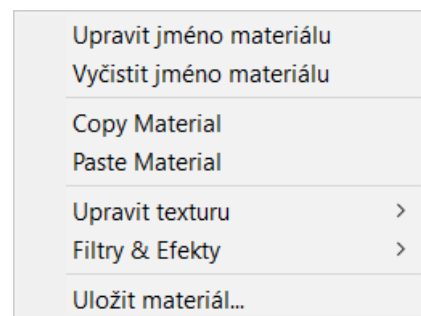 Upravit jméno materiálu
Vyčistit jméno materiálu
Copy Material
Paste Material
Upravit texturu
Filtry & Efekty
Uložit materiál...